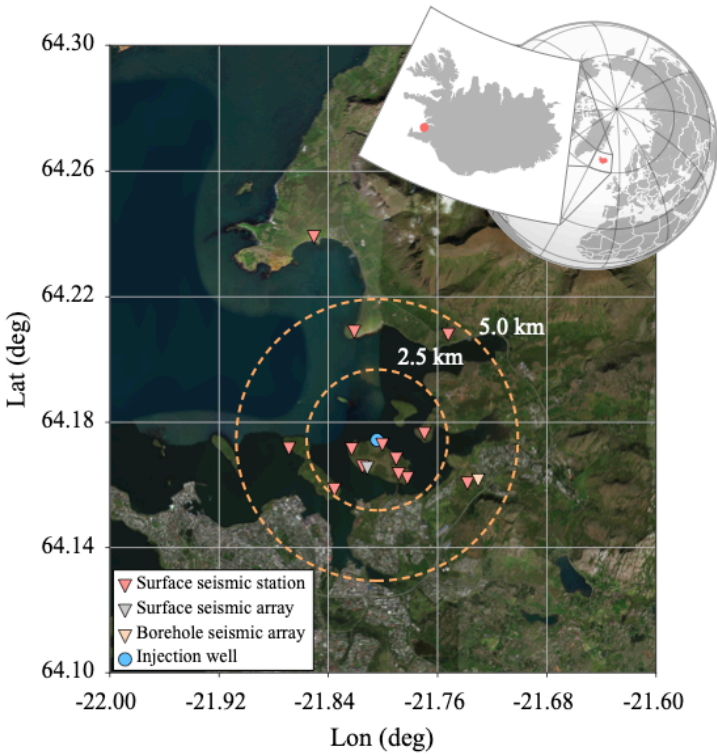 64.30
64.26
64.22
64.18
64.14
64.10
Lat (deg)
5.0 km
2.5 km
Surface seismic station
Surface seismic array
Borehole seismic array
Injection well
-22.00 -21.92 -21.84 -21.76 -21.68 -21.60
Lon (deg)